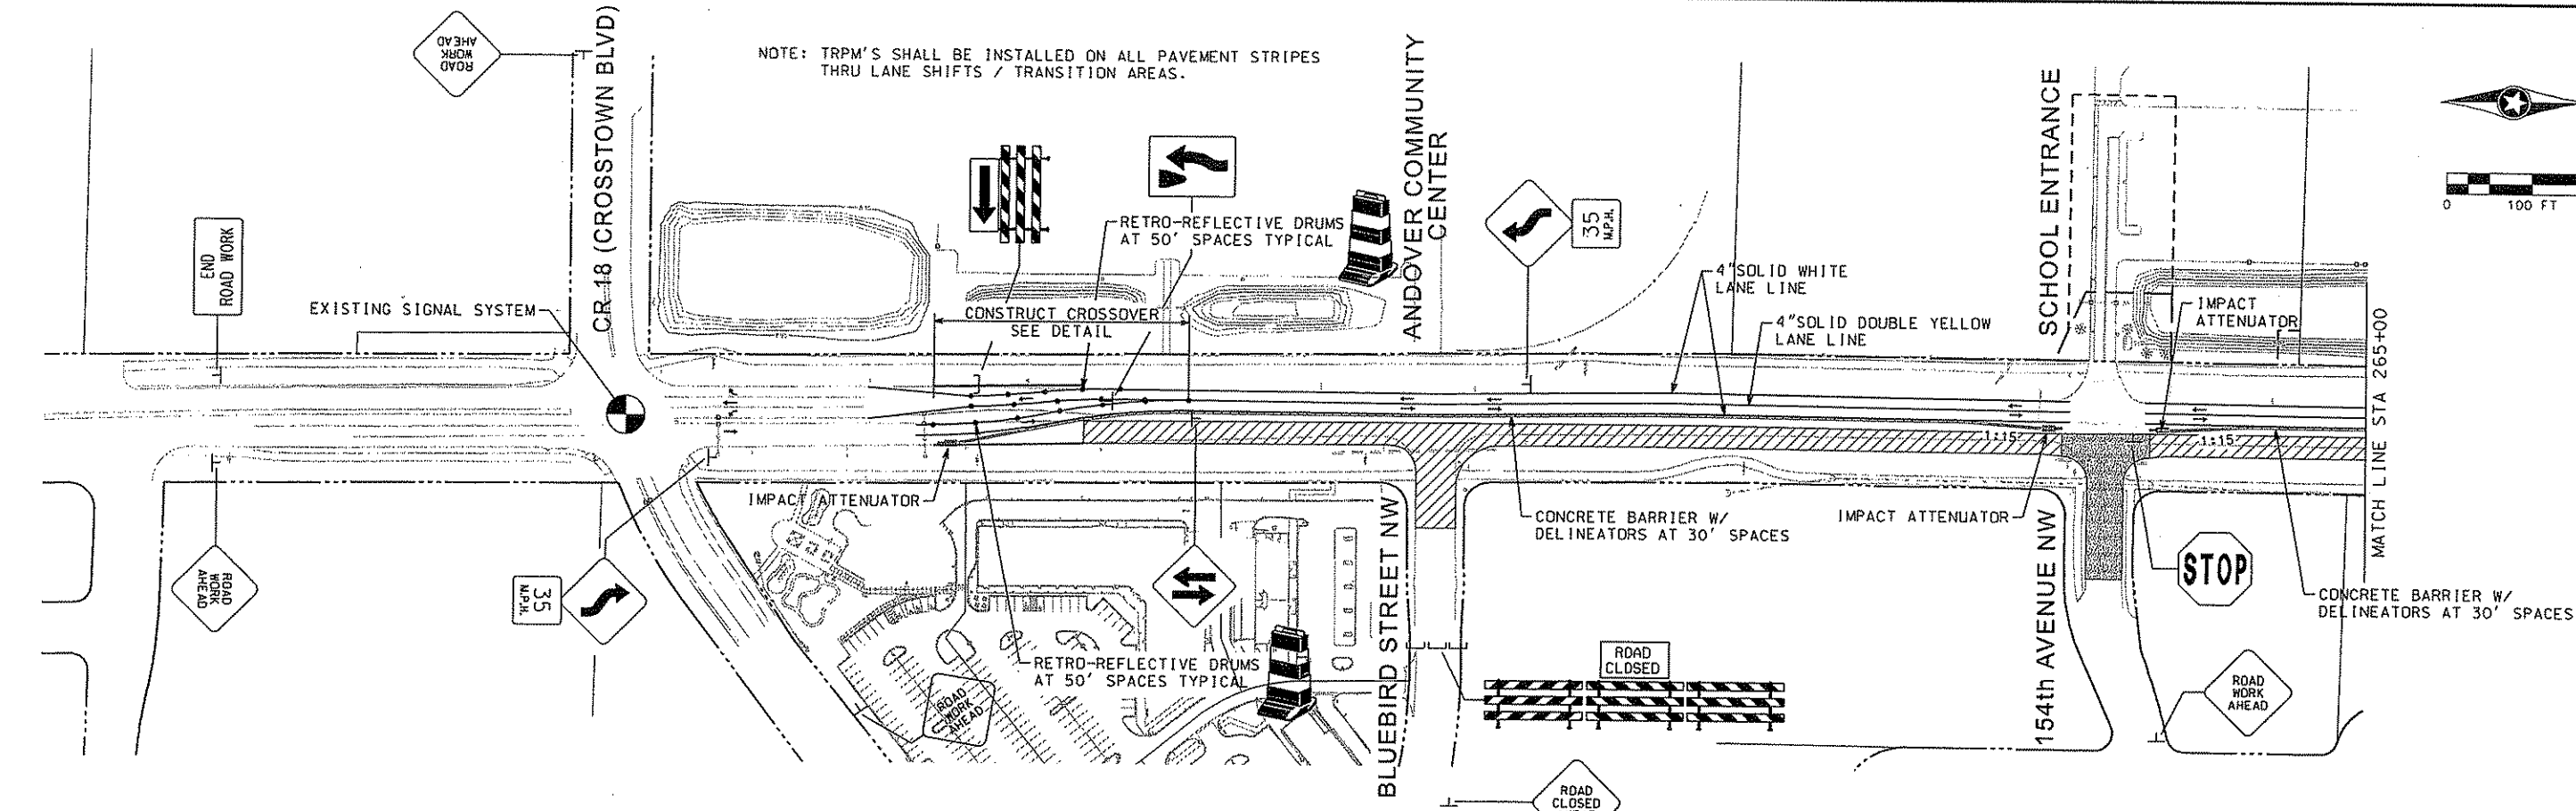 ROAD
WORK
AHEAD
CR 18 (CROSSTOWN BLVD)
NOTE: TRPM'S SHALL BE INSTALLED ON ALL PAVEMENT STRIPES
THRU LANE SHIFTS / TRANSITION AREAS.
ANDOVER COMMUNITY
CENTER
SCHOOL ENTRANCE
0 100 FT
END
ROAD WORK
EXISTING SIGNAL SYSTEM
RETRO-REFLECTIVE DRUMS
AT 50' SPACES TYPICAL
CONSTRUCT CROSSOVER
SEE DETAIL
35
M.P.H.
4"SOLID WHITE
LANE LINE
4"SOLID DOUBLE YELLOW
LANE LINE
IMPACT
ATTENUATOR
MATCH LINE STA 265+00
1:15
1:15
IMPACT ATTENUATOR
CONCRETE BARRIER W/
DELINEATORS AT 30' SPACES
IMPACT ATTENUATOR
ROAD
WORK
AHEAD
35
M.P.H.
STOP
CONCRETE BARRIER W/
DELINEATORS AT 30' SPACES
RETRO-REFLECTIVE DRUMS
AT 50' SPACES TYPICAL
ROAD
WORK
AHEAD
BLUEBIRD STREET NW
ROAD
CLOSED
154th AVENUE NW
ROAD
WORK
AHEAD
ROAD
CLOSED